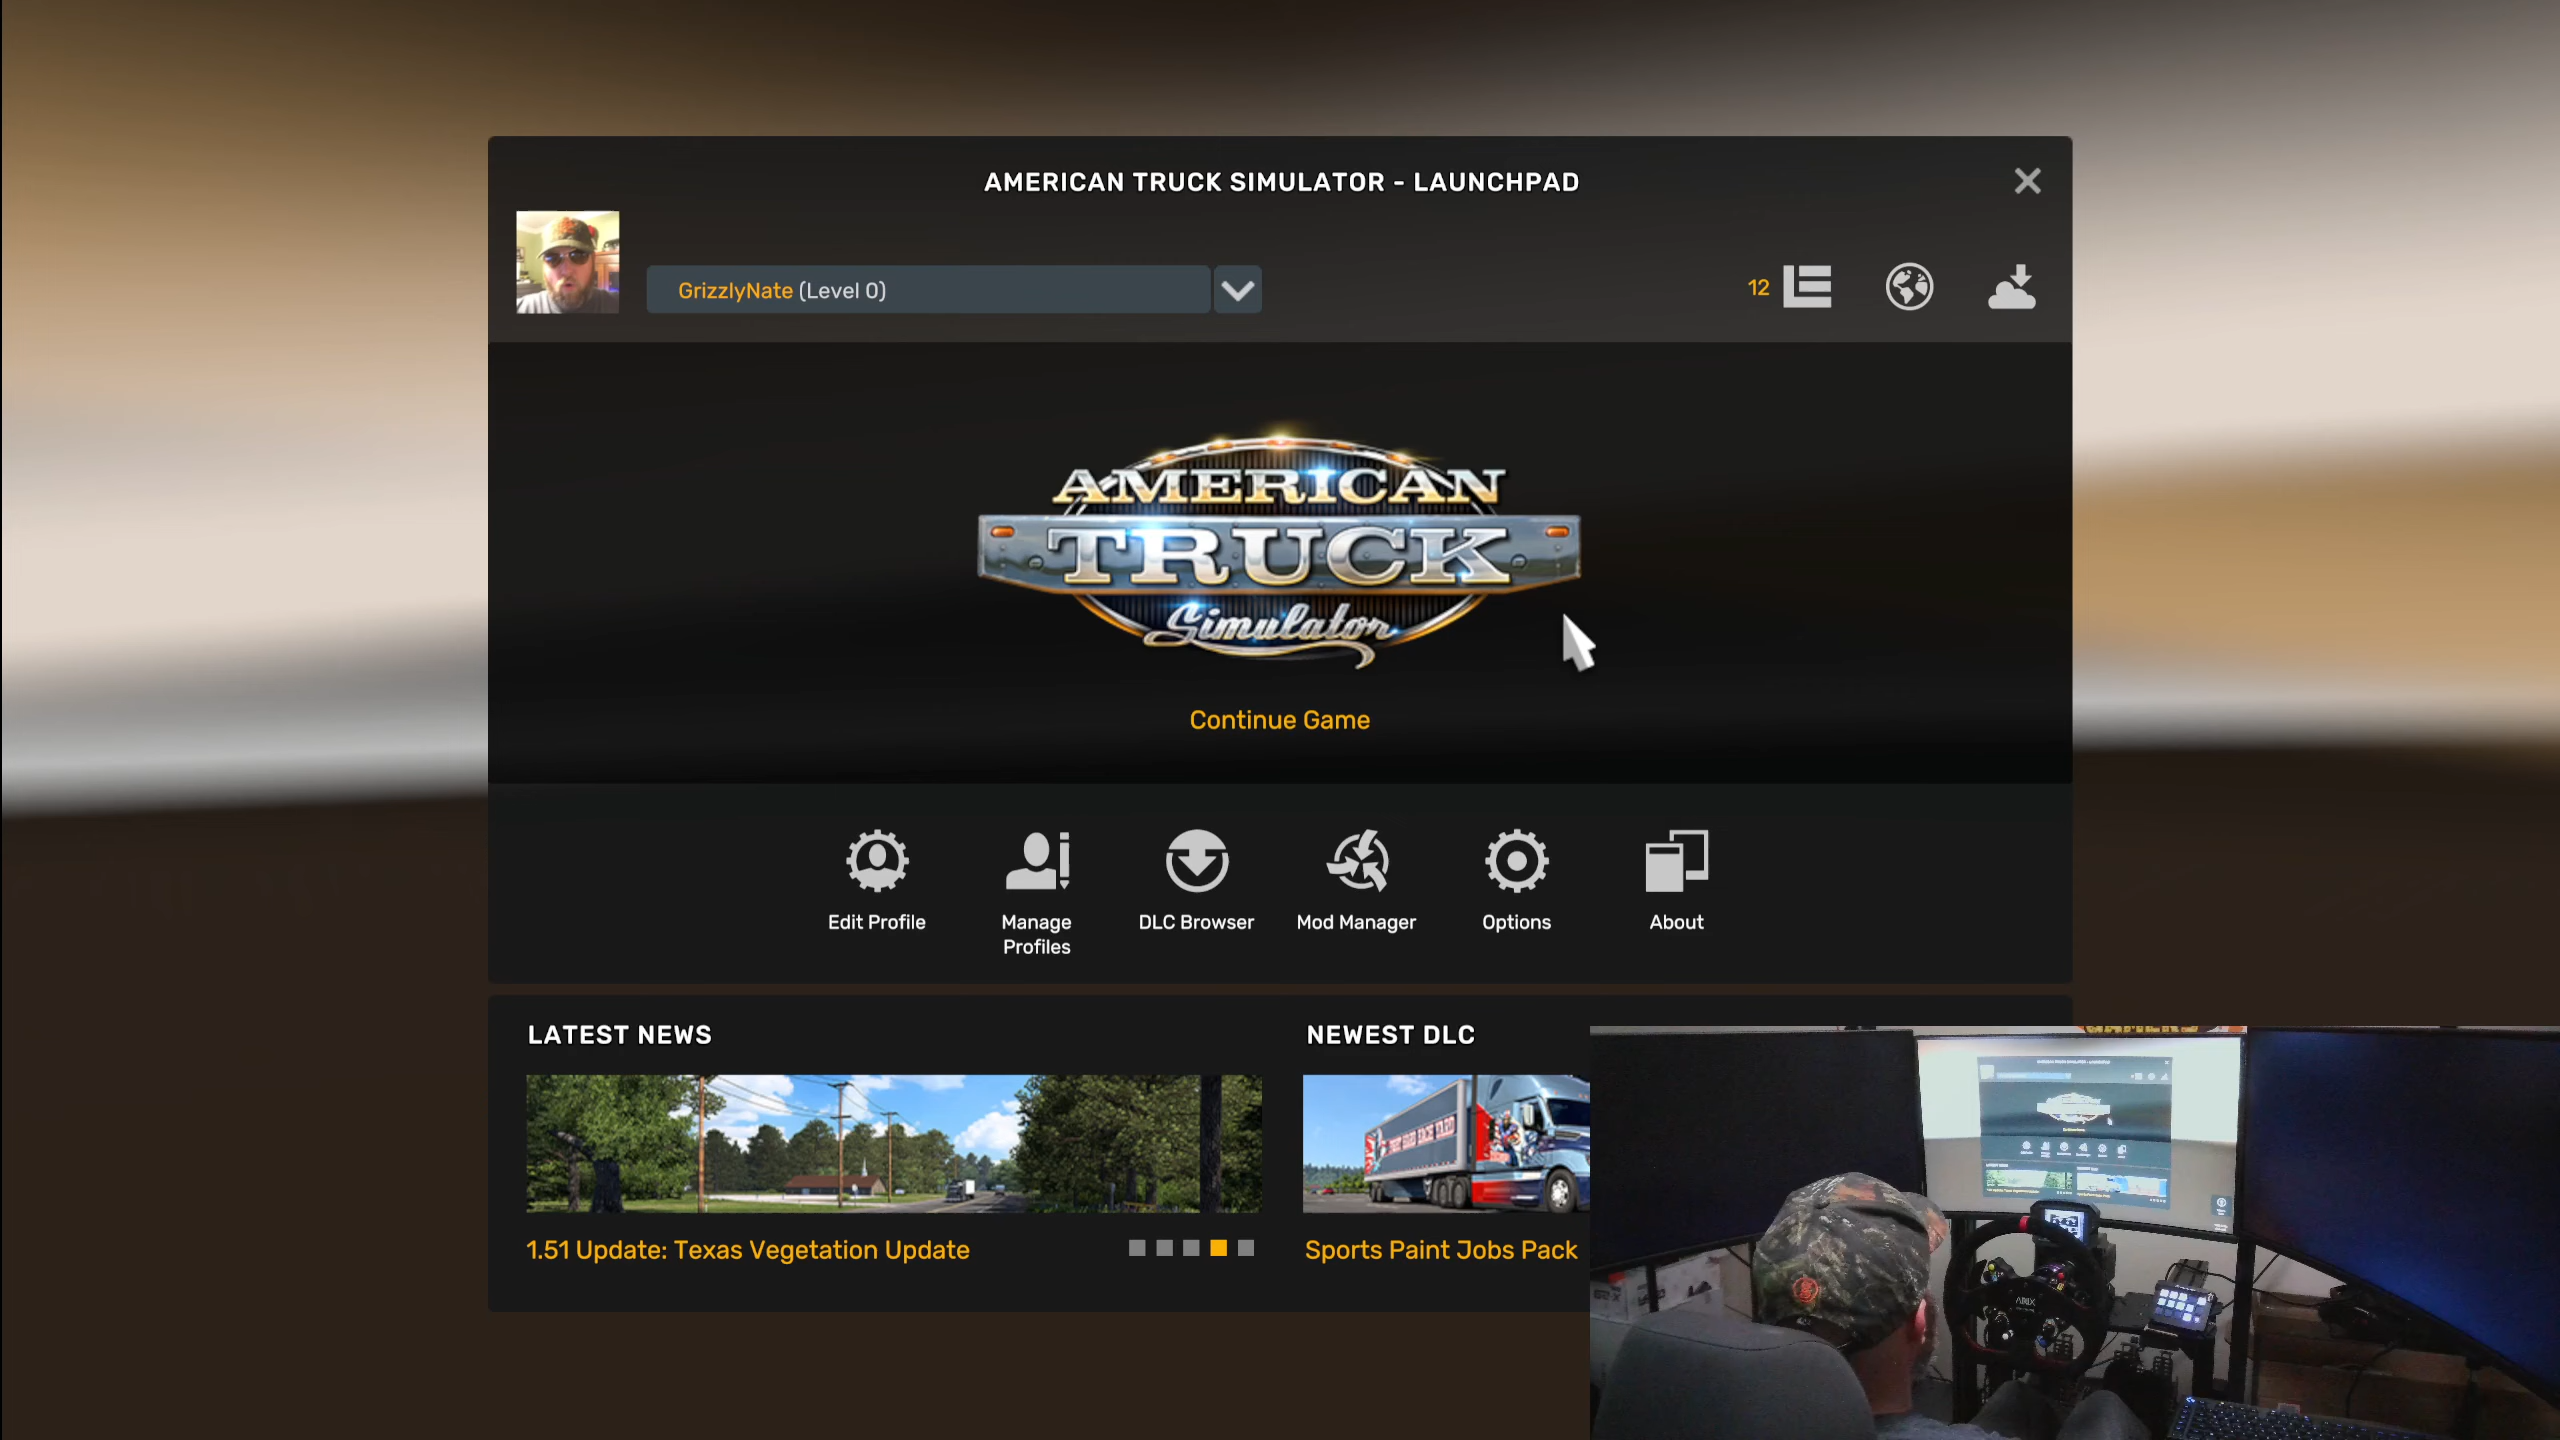 AMERICAN TRUCK SIMULATOR - LAUNCHPAD
GrizzlyNate (Level 0)
12
AMERICAN
TRUCK
Simulator
Continue Game
Edit Profile
Manage
Profiles
DLC Browser
Mod Manager
Options
About
LATEST NEWS
1.51 Update: Texas Vegetation Update
NEWEST DLC
Sports Paint Jobs Pack
GAMERS